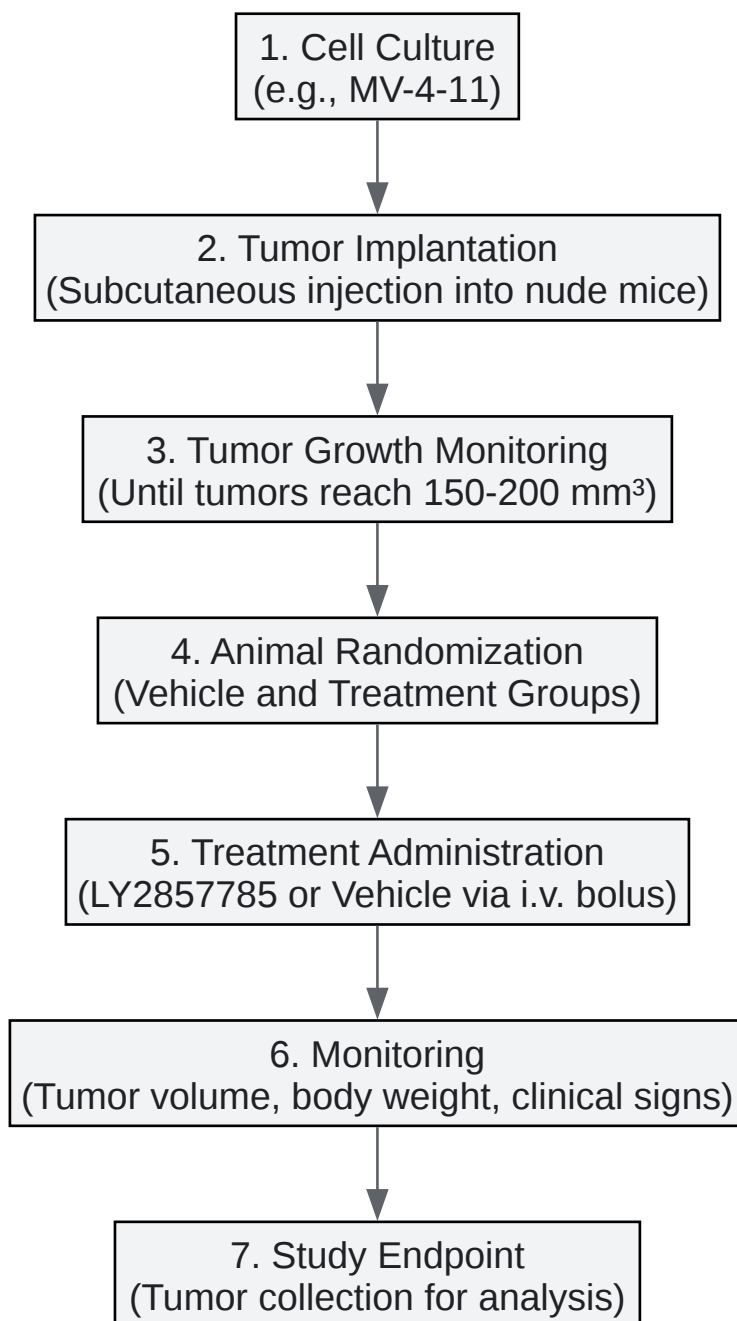 1. Cell Culture
(e.g., MV-4-11)
2. Tumor Implantation
(Subcutaneous injection into nude mice)
3. Tumor Growth Monitoring
(Until tumors reach 150-200 mm³)
4. Animal Randomization
(Vehicle and Treatment Groups)
5. Treatment Administration
(LY2857785 or Vehicle via i.v. bolus)
6. Monitoring
(Tumor volume, body weight, clinical signs)
7. Study Endpoint
(Tumor collection for analysis)